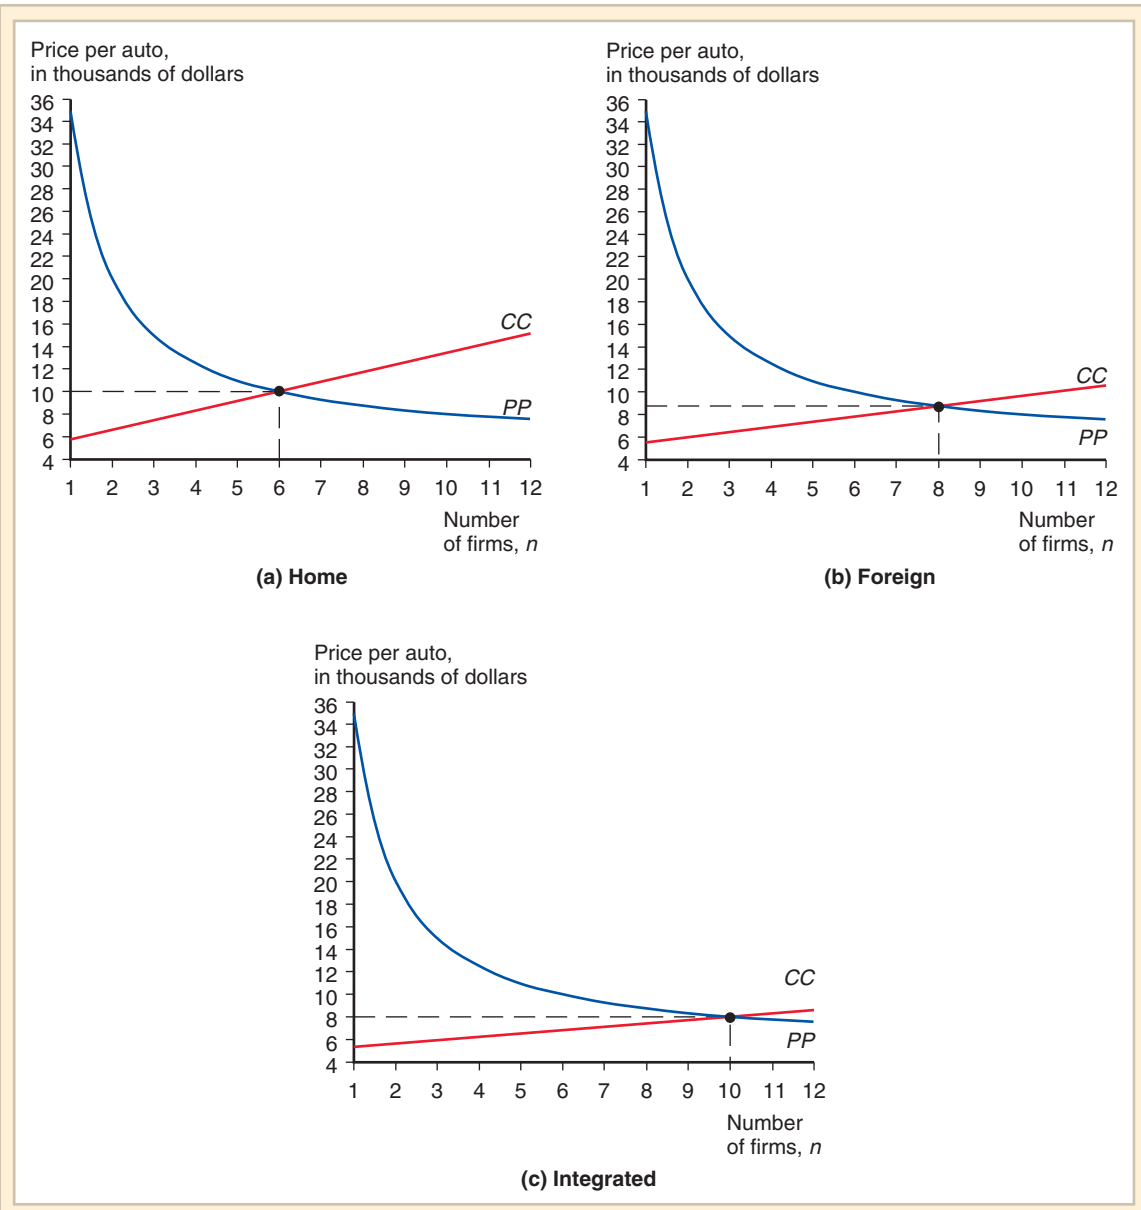 Price per auto,
in thousands of dollars
36
34
32
30
28
26
24
22
20
18
16
14
12
10
8
6
4
CC
PP
1 2 3 4 5 6 7 8 9 10 11 12
Number
of firms, n
(a) Home
Price per auto,
in thousands of dollars
36
34
32
30
28
26
24
22
20
18
16
14
12
10
8
6
4
CC
PP
1 2 3 4 5 6 7 8 9 10 11 12
Number
of firms, n
(b) Foreign
Price per auto,
in thousands of dollars
36
34
32
30
28
26
24
22
20
18
16
14
12
10
8
6
4
CC
PP
1 2 3 4 5 6 7 8 9 10 11 12
Number
of firms, n
(c) Integrated